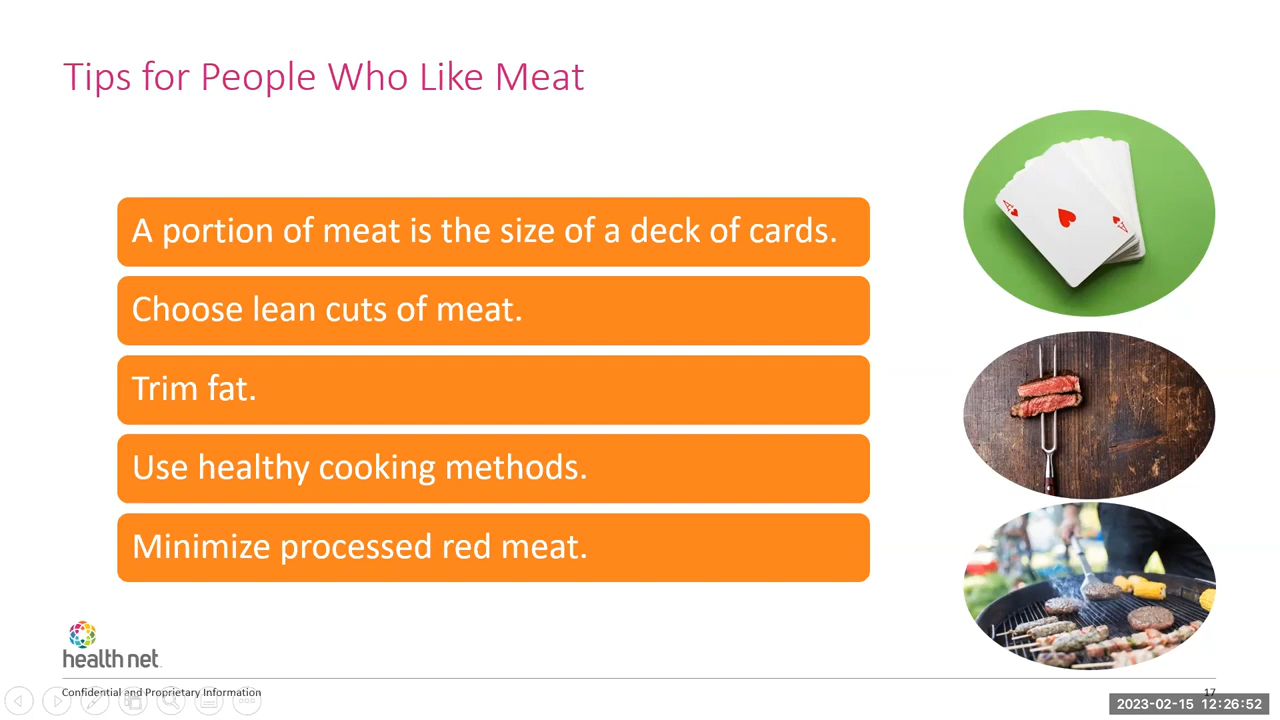 Tips for People Who Like Meat
A portion of meat is the size of a deck of cards.
Choose lean cuts of meat.
Trim fat.
Use healthy cooking methods.
Minimize processed red meat.
A
A
health net
Confidential and Proprietary Information
17
2023-02-15 12:26:52